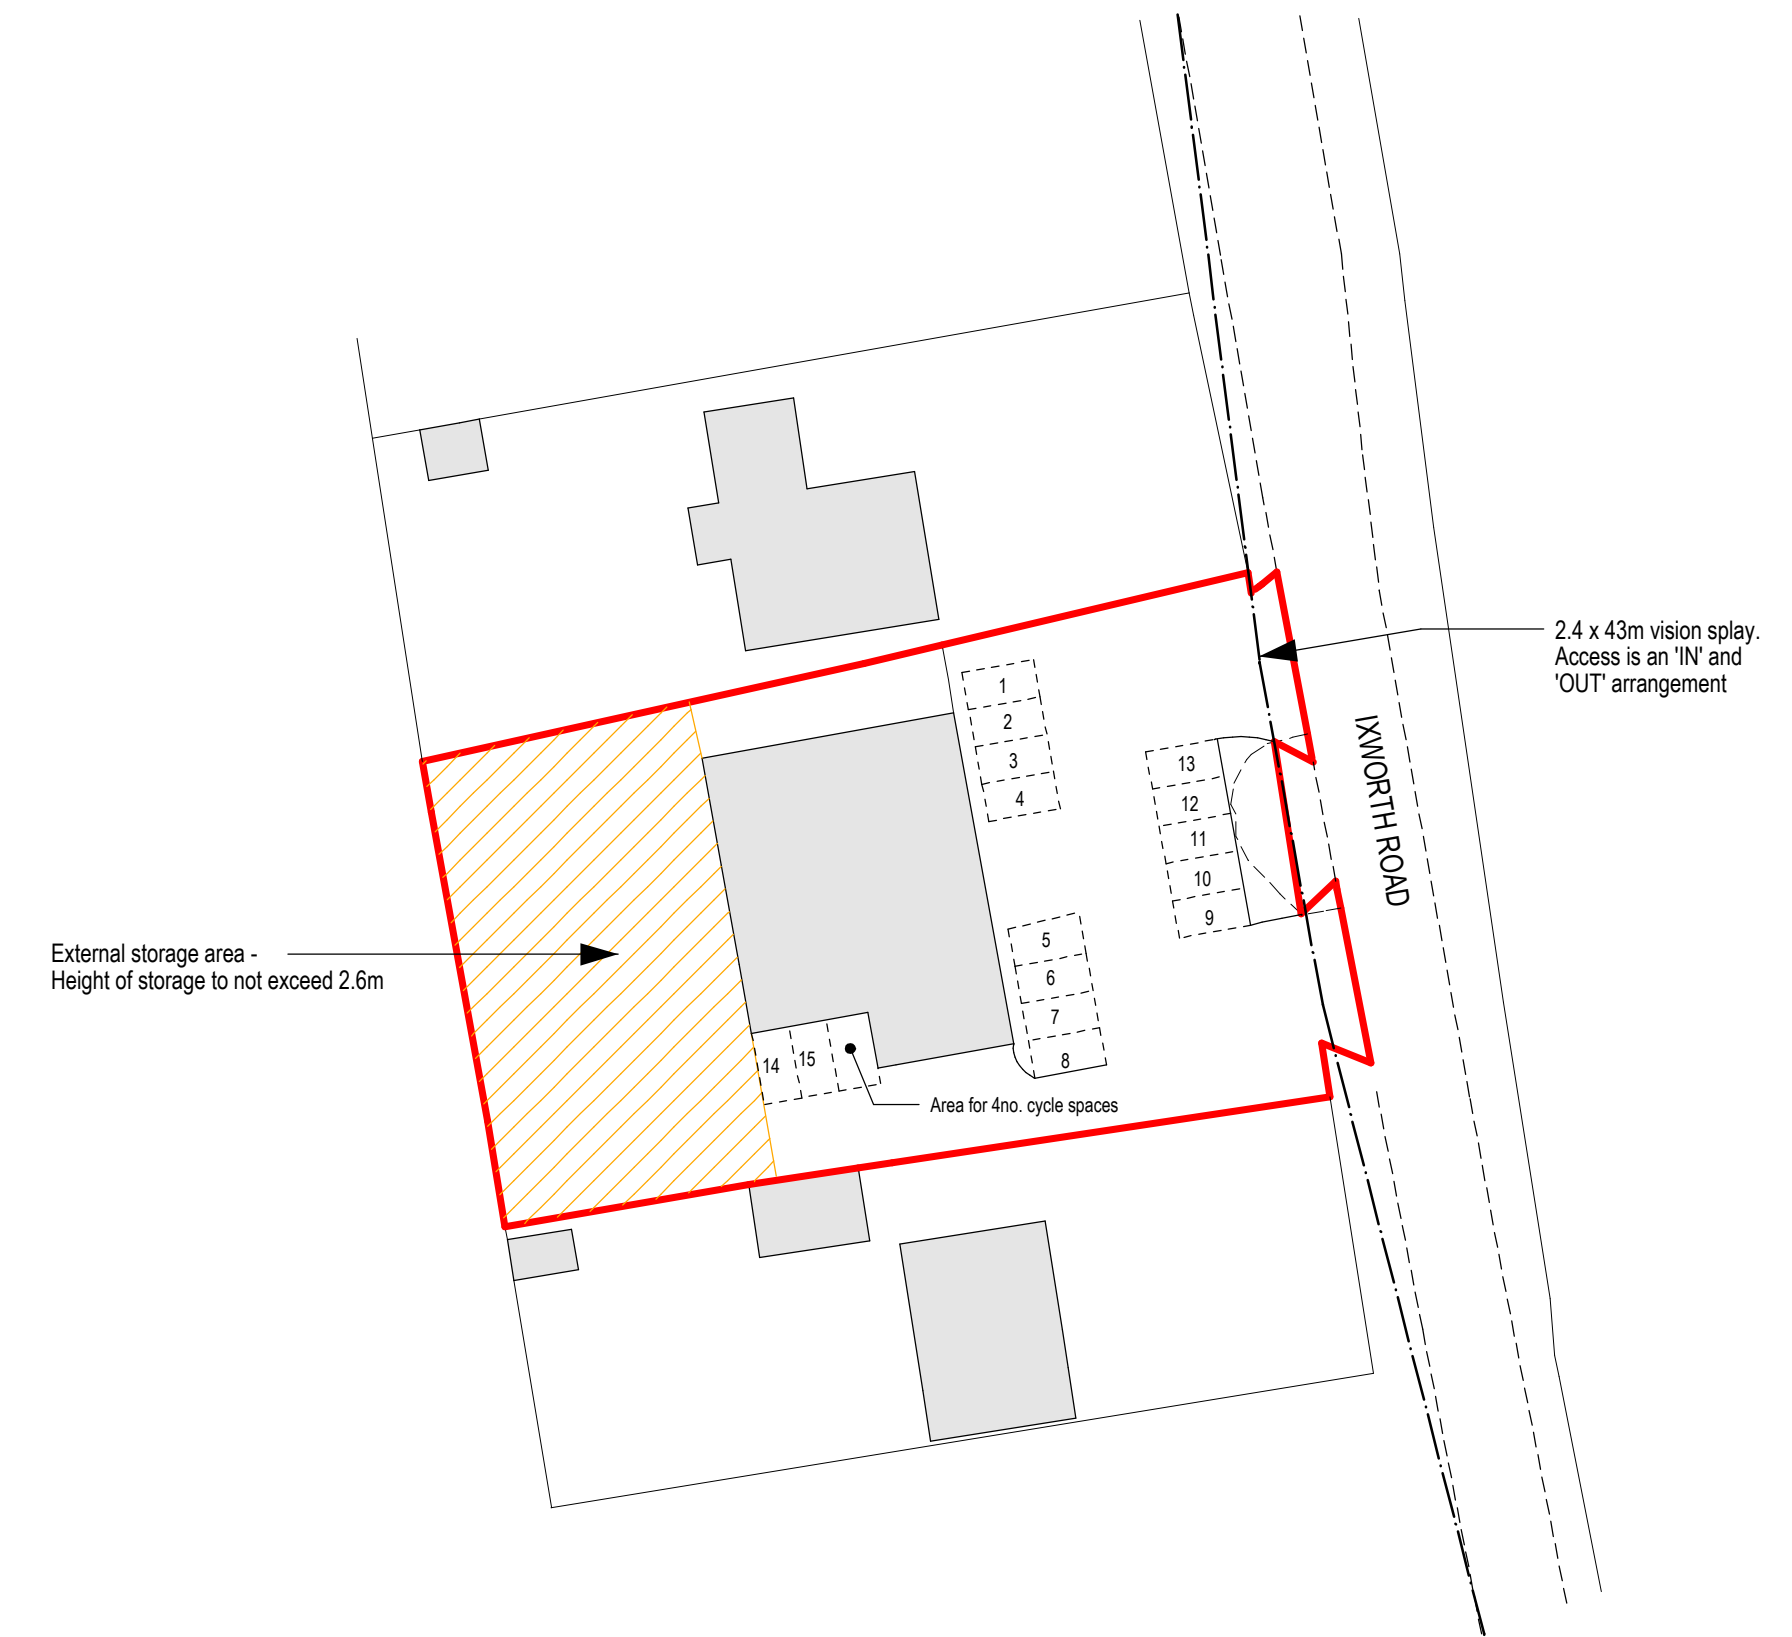 2.4 x 43m vision splay.
Access is an 'IN' and
'OUT' arrangement
IXWORTH ROAD
1
2
3
4
13
12
11
10
9
5
6
7
8
14
15
External storage area -
Height of storage to not exceed 2.6m
Area for 4no. cycle spaces